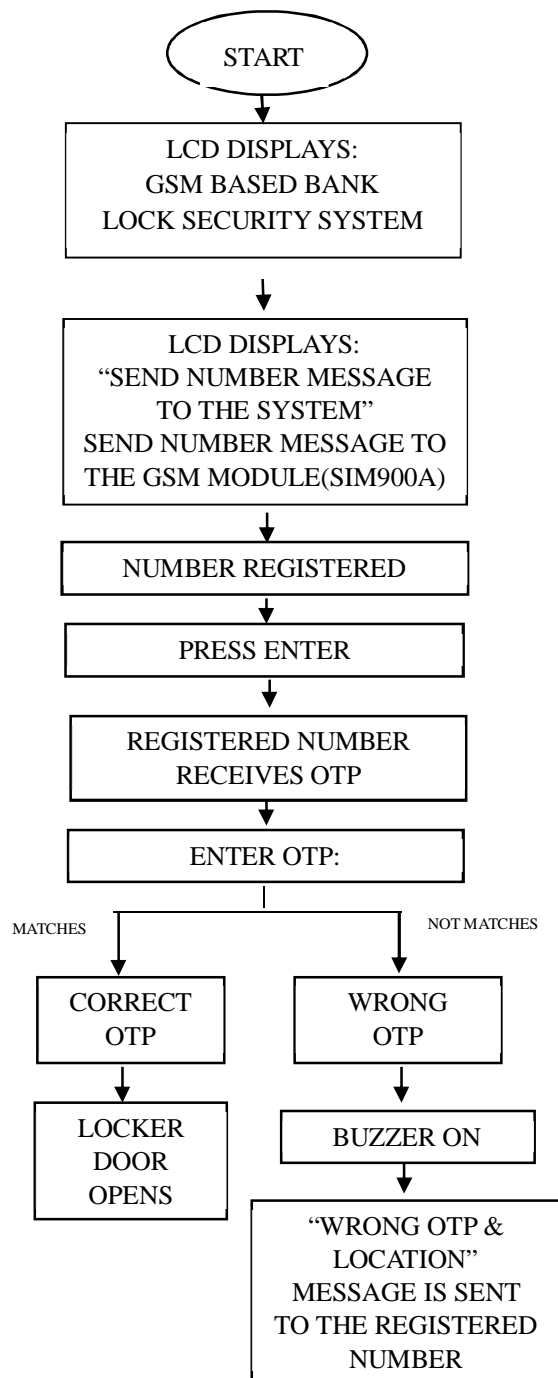 START
LCD DISPLAYS:
GSM BASED BANK
LOCK SECURITY SYSTEM
LCD DISPLAYS:
“SEND NUMBER MESSAGE
TO THE SYSTEM”
SEND NUMBER MESSAGE TO
THE GSM MODULE(SIM900A)
NUMBER REGISTERED
PRESS ENTER
REGISTERED NUMBER
RECEIVES OTP
ENTER OTP:
MATCHES
NOT MATCHES
CORRECT
OTP
WRONG
OTP
LOCKER
DOOR
OPENS
BUZZER ON
“WRONG OTP &
LOCATION”
MESSAGE IS SENT
TO THE REGISTERED
NUMBER